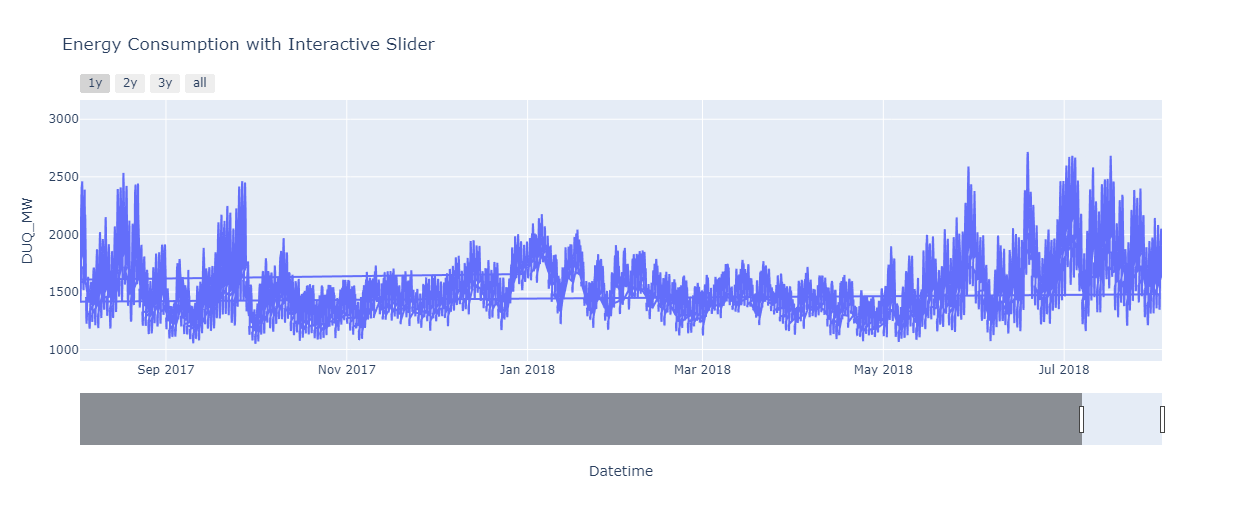 Energy Consumption with Interactive Slider
1y 2y 3y all
3000
2500
2000
1500
1000
DUQ_MW
Sep 2017 Nov 2017 Jan 2018 Mar 2018 May 2018 Jul 2018
Datetime